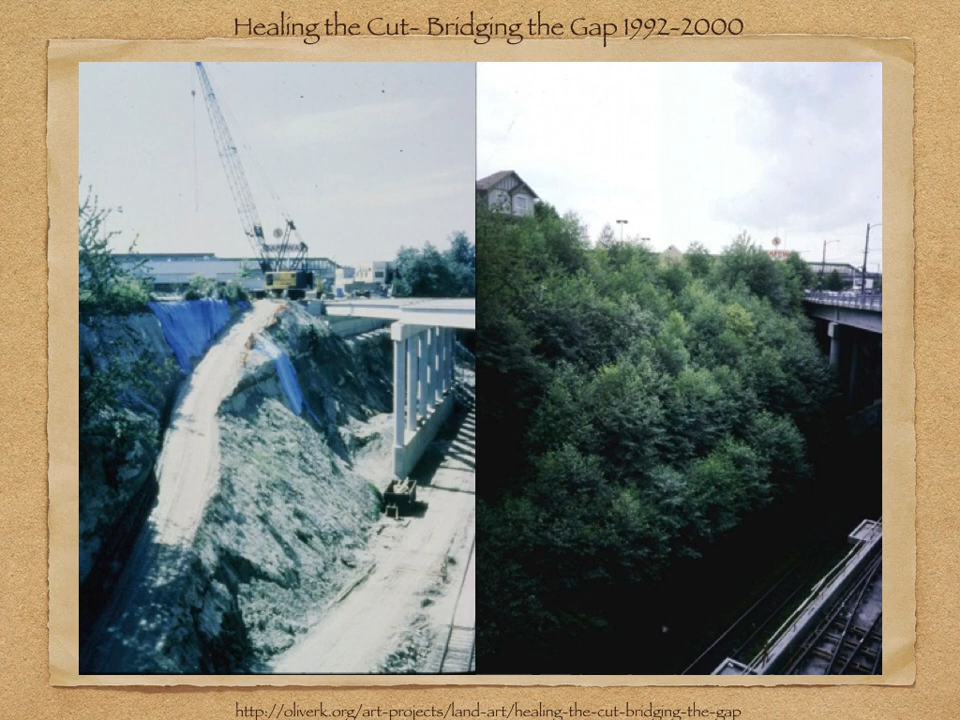 Healing the Cut- Bridging the Gap 1992-2000
http://oliverk.org/art-projects/land-art/healing-the-cut-bridging-the-gap